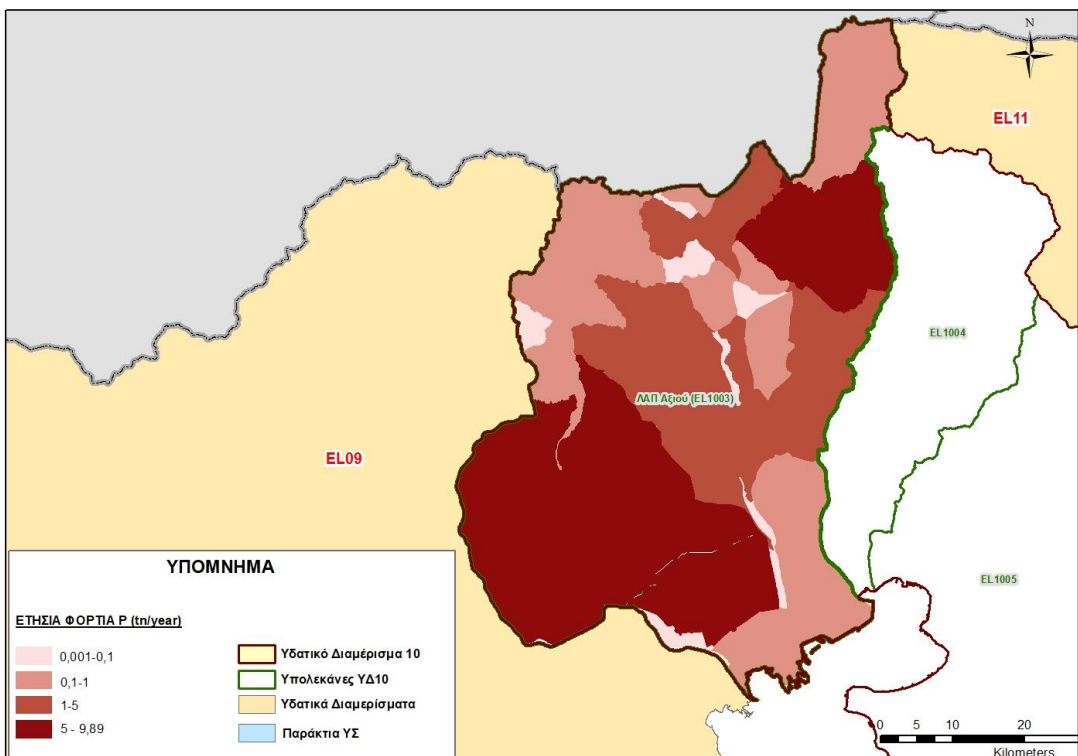 N
EL11
EL1004
ΛΑΠ Αξιού (EL1003)
EL09
EL1005
ΥΠΟΜΝΗΜΑ
ΕΤΗΣΙΑ ΦΟΡΤΙΑ P (tn/year)
0,001-0,1
0,1-1
1-5
5 - 9,89
Υδατικό Διαμέρισμα 10
Υπολεκάνες ΥΔ10
Υδατικά Διαμερίσματα
Παράκτια ΥΣ
0 5 10 20
Kilometers